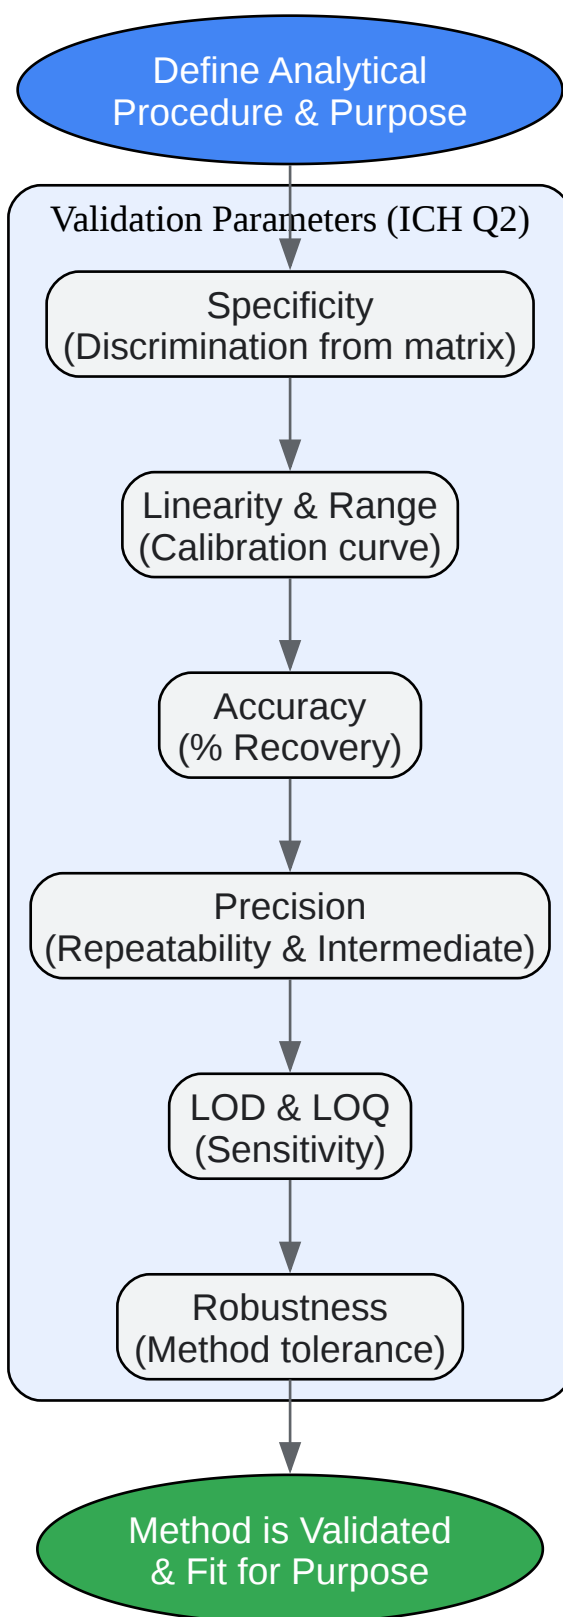 Define Analytical
Procedure & Purpose
Validation Parameters (ICH Q2)
Specificity
(Discrimination from matrix)
Linearity & Range
(Calibration curve)
Accuracy
(% Recovery)
Precision
(Repeatability & Intermediate)
LOD & LOQ
(Sensitivity)
Robustness
(Method tolerance)
Method is Validated
& Fit for Purpose